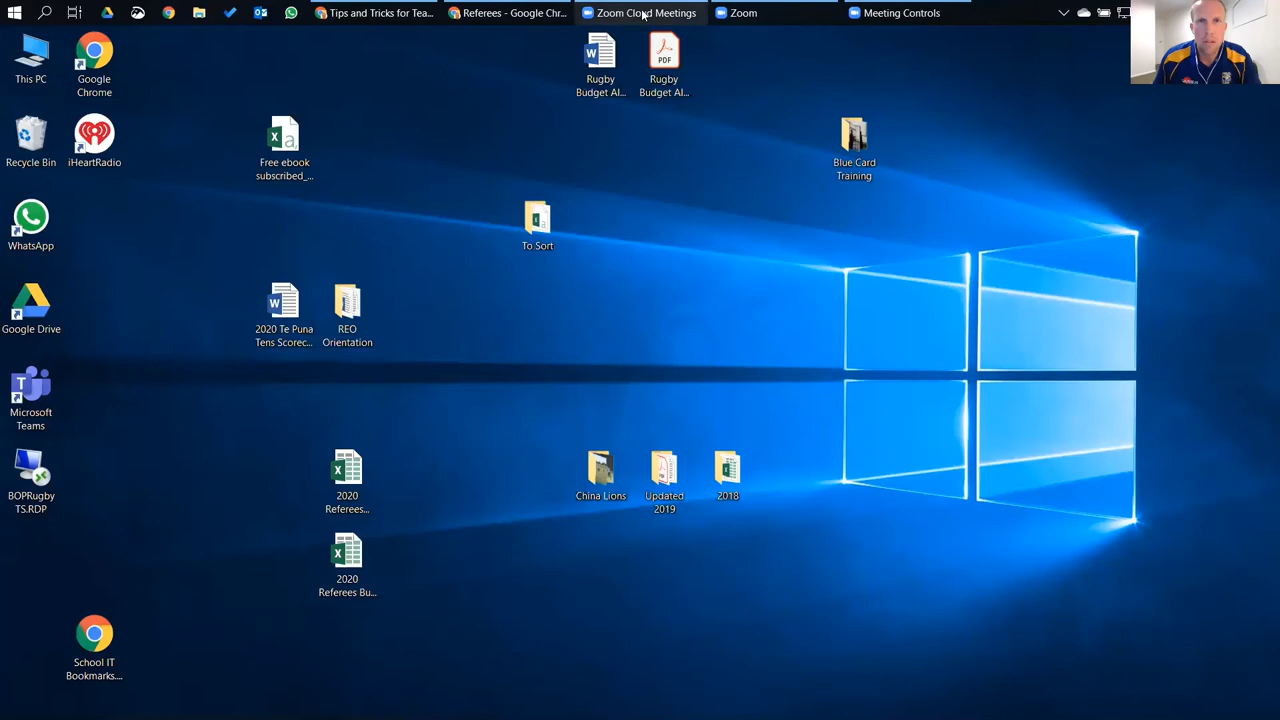 Tips and Tricks for Tea...
Referees - Google Chr...
Zoom Cloud Meetings
Zoom
Meeting Controls
This PC
Google
Chrome
Rugby
Budget Al...
PDF
Rugby
Budget Al...
Recycle Bin
iHeartRadio
Free ebook
subscribed_...
Blue Card
Training
WhatsApp
To Sort
Google Drive
2020 Te Puna
Tens Scorec...
REO
Orientation
Microsoft
Teams
BOPRugby
TS.RDP
2020
Referees...
China Lions
Updated
2019
2018
2020
Referees Bu...
School IT
Bookmarks....